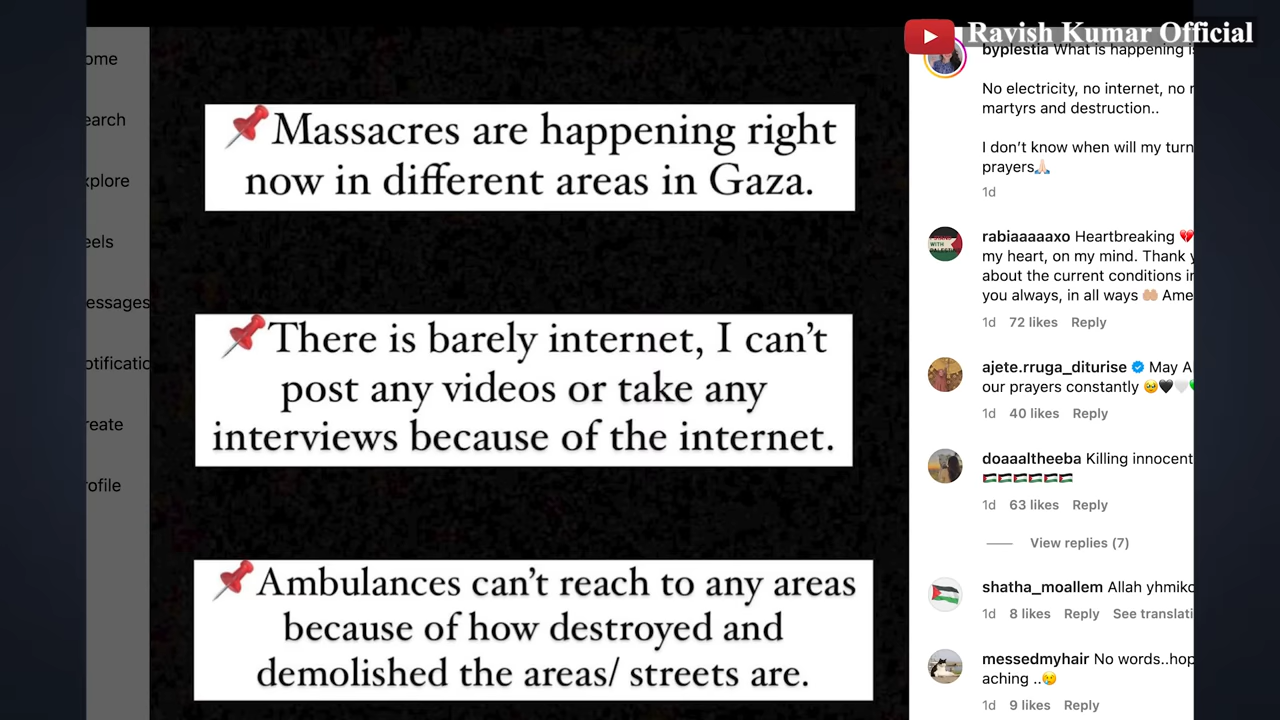 Ravish Kumar Official
ome
earch
xplore
eels
essages
otificatio
reate
rofile
📌Massacres are happening right
now in different areas in Gaza.
📌There is barely internet, I can’t
post any videos or take any
interviews because of the internet.
📌Ambulances can’t reach to any areas
because of how destroyed and
demolished the areas/ streets are.
byplestia What is happening i
No electricity, no internet, no
martyrs and destruction..
I don’t know when will my turn
prayers🙏🏻
1d
rabiaaaaaxo Heartbreaking 💔
my heart, on my mind. Thank y
about the current conditions i
you always, in all ways 🤲🏼 Ame
1d 72 likes Reply
ajete.rruga_diturise May A
our prayers constantly 🥹🖤🤍💚
1d 40 likes Reply
doaaaltheeba Killing innocent
🇵🇸🇵🇸🇵🇸🇵🇸🇵🇸🇵🇸
1d 63 likes Reply
View replies (7)
shatha_moallem Allah yhmiko
1d 8 likes Reply See translati
messedmyhair No words..hop
aching ..😢
1d 9 likes Reply